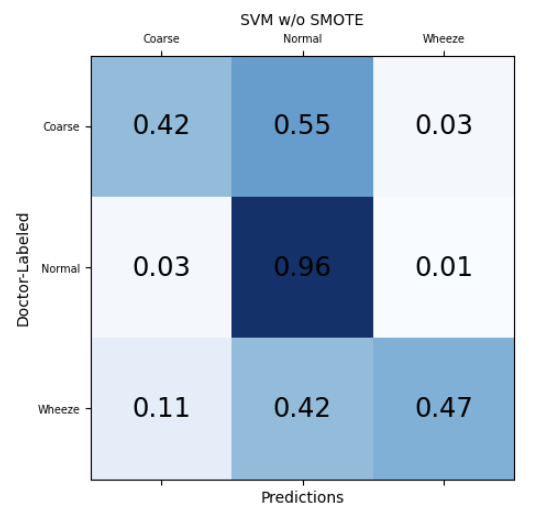 SVM w/o SMOTE
Coarse Normal Wheeze
Coarse 0.42 0.55 0.03
Normal 0.03 0.96 0.01
Wheeze 0.11 0.42 0.47
Doctor-Labeled
Predictions